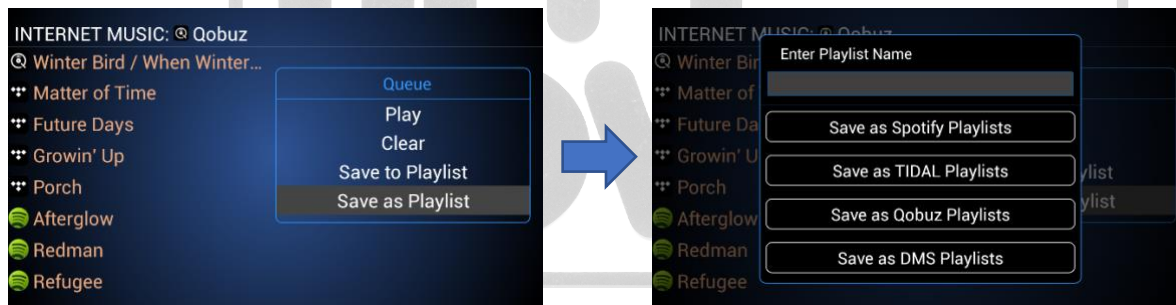 INTERNET MUSIC: Qobuz
Winter Bird / When Winter...
Matter of Time
Future Days
Growin' Up
Porch
Afterglow
Redman
Refugee
Queue
Play
Clear
Save to Playlist
Save as Playlist
INTERNET MUSIC: Qobuz
Winter Bir
Matter of
Future Da
Growin' U
Porch
Afterglow
Redman
Refugee
ylist
ylist
Enter Playlist Name
Save as Spotify Playlists
Save as TIDAL Playlists
Save as Qobuz Playlists
Save as DMS Playlists